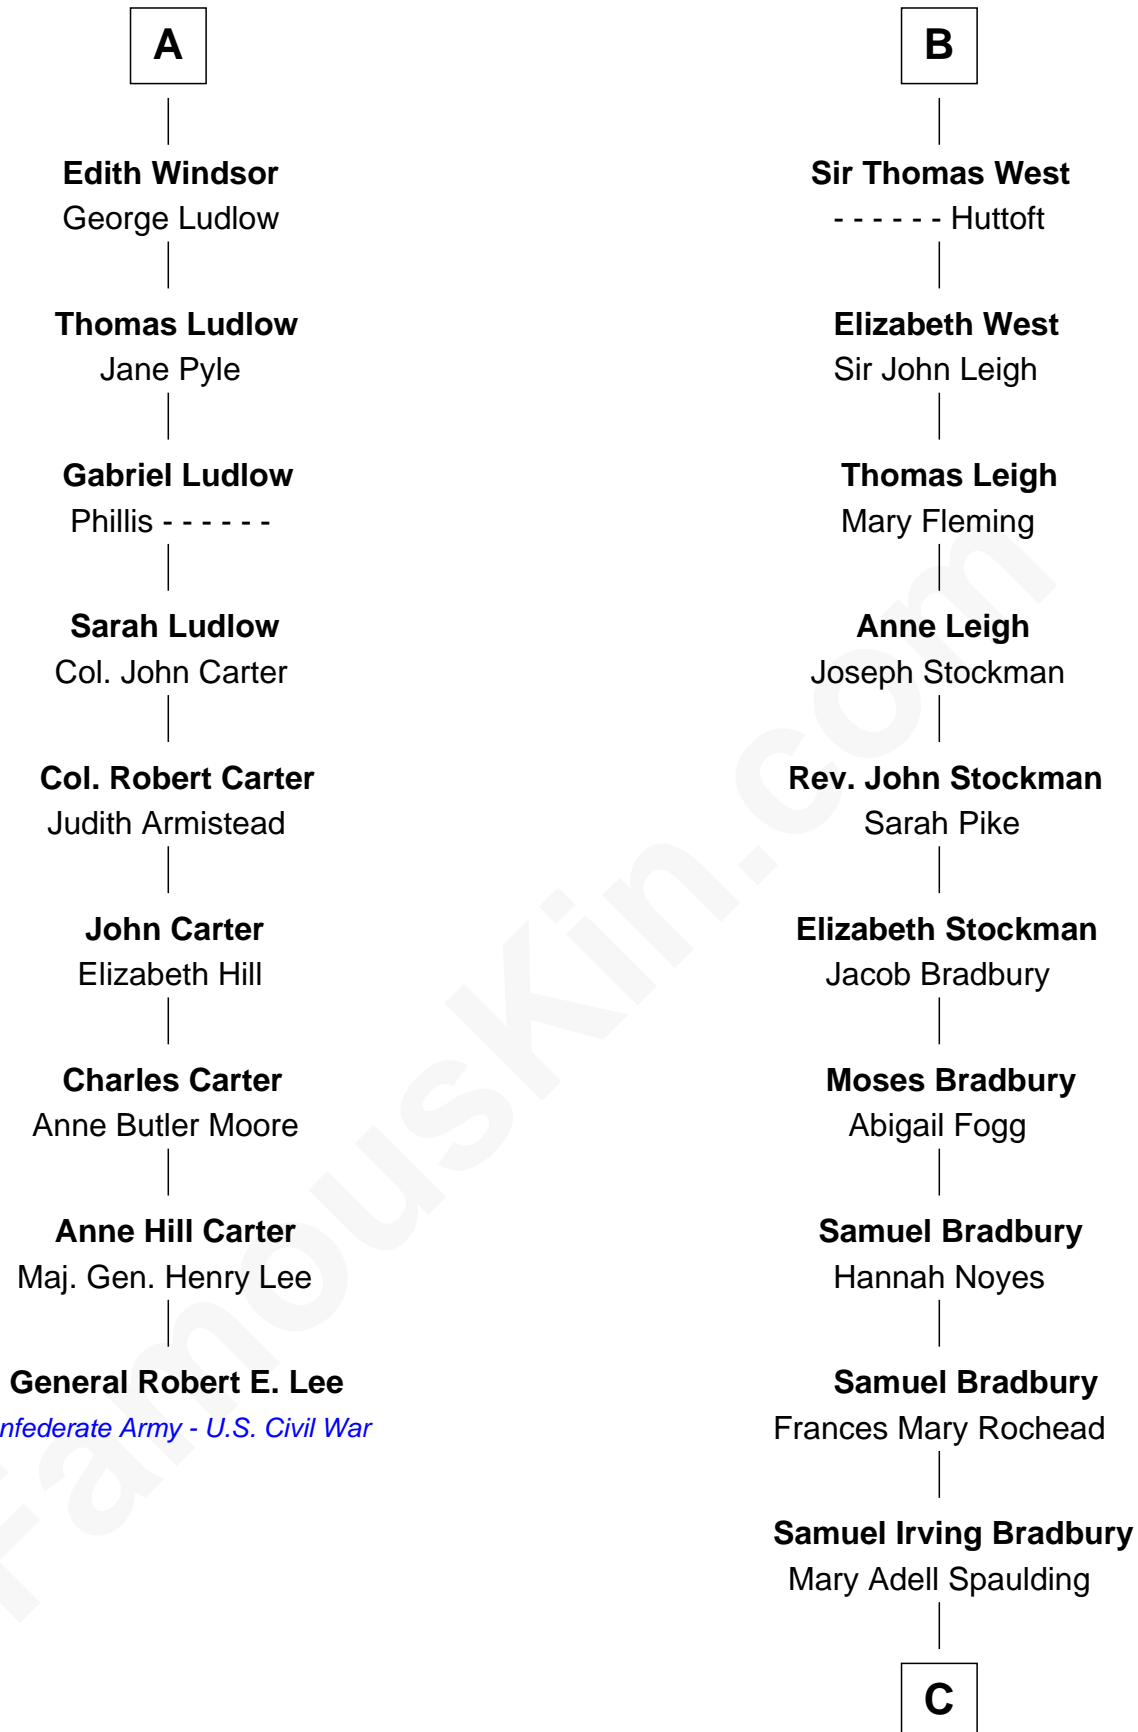 A
Edith Windsor
George Ludlow
Thomas Ludlow
Jane Pyle
Gabriel Ludlow
Phillis - - - - - -
Sarah Ludlow
Col. John Carter
Col. Robert Carter
Judith Armistead
John Carter
Elizabeth Hill
Charles Carter
Anne Butler Moore
Anne Hill Carter
Maj. Gen. Henry Lee
General Robert E. Lee
nfederate Army - U.S. Civil War
B
Sir Thomas West
- - - - - - Huttoft
Elizabeth West
Sir John Leigh
Thomas Leigh
Mary Fleming
Anne Leigh
Joseph Stockman
Rev. John Stockman
Sarah Pike
Elizabeth Stockman
Jacob Bradbury
Moses Bradbury
Abigail Fogg
Samuel Bradbury
Hannah Noyes
Samuel Bradbury
Frances Mary Rochead
Samuel Irving Bradbury
Mary Adell Spaulding
C
FamousKin.com